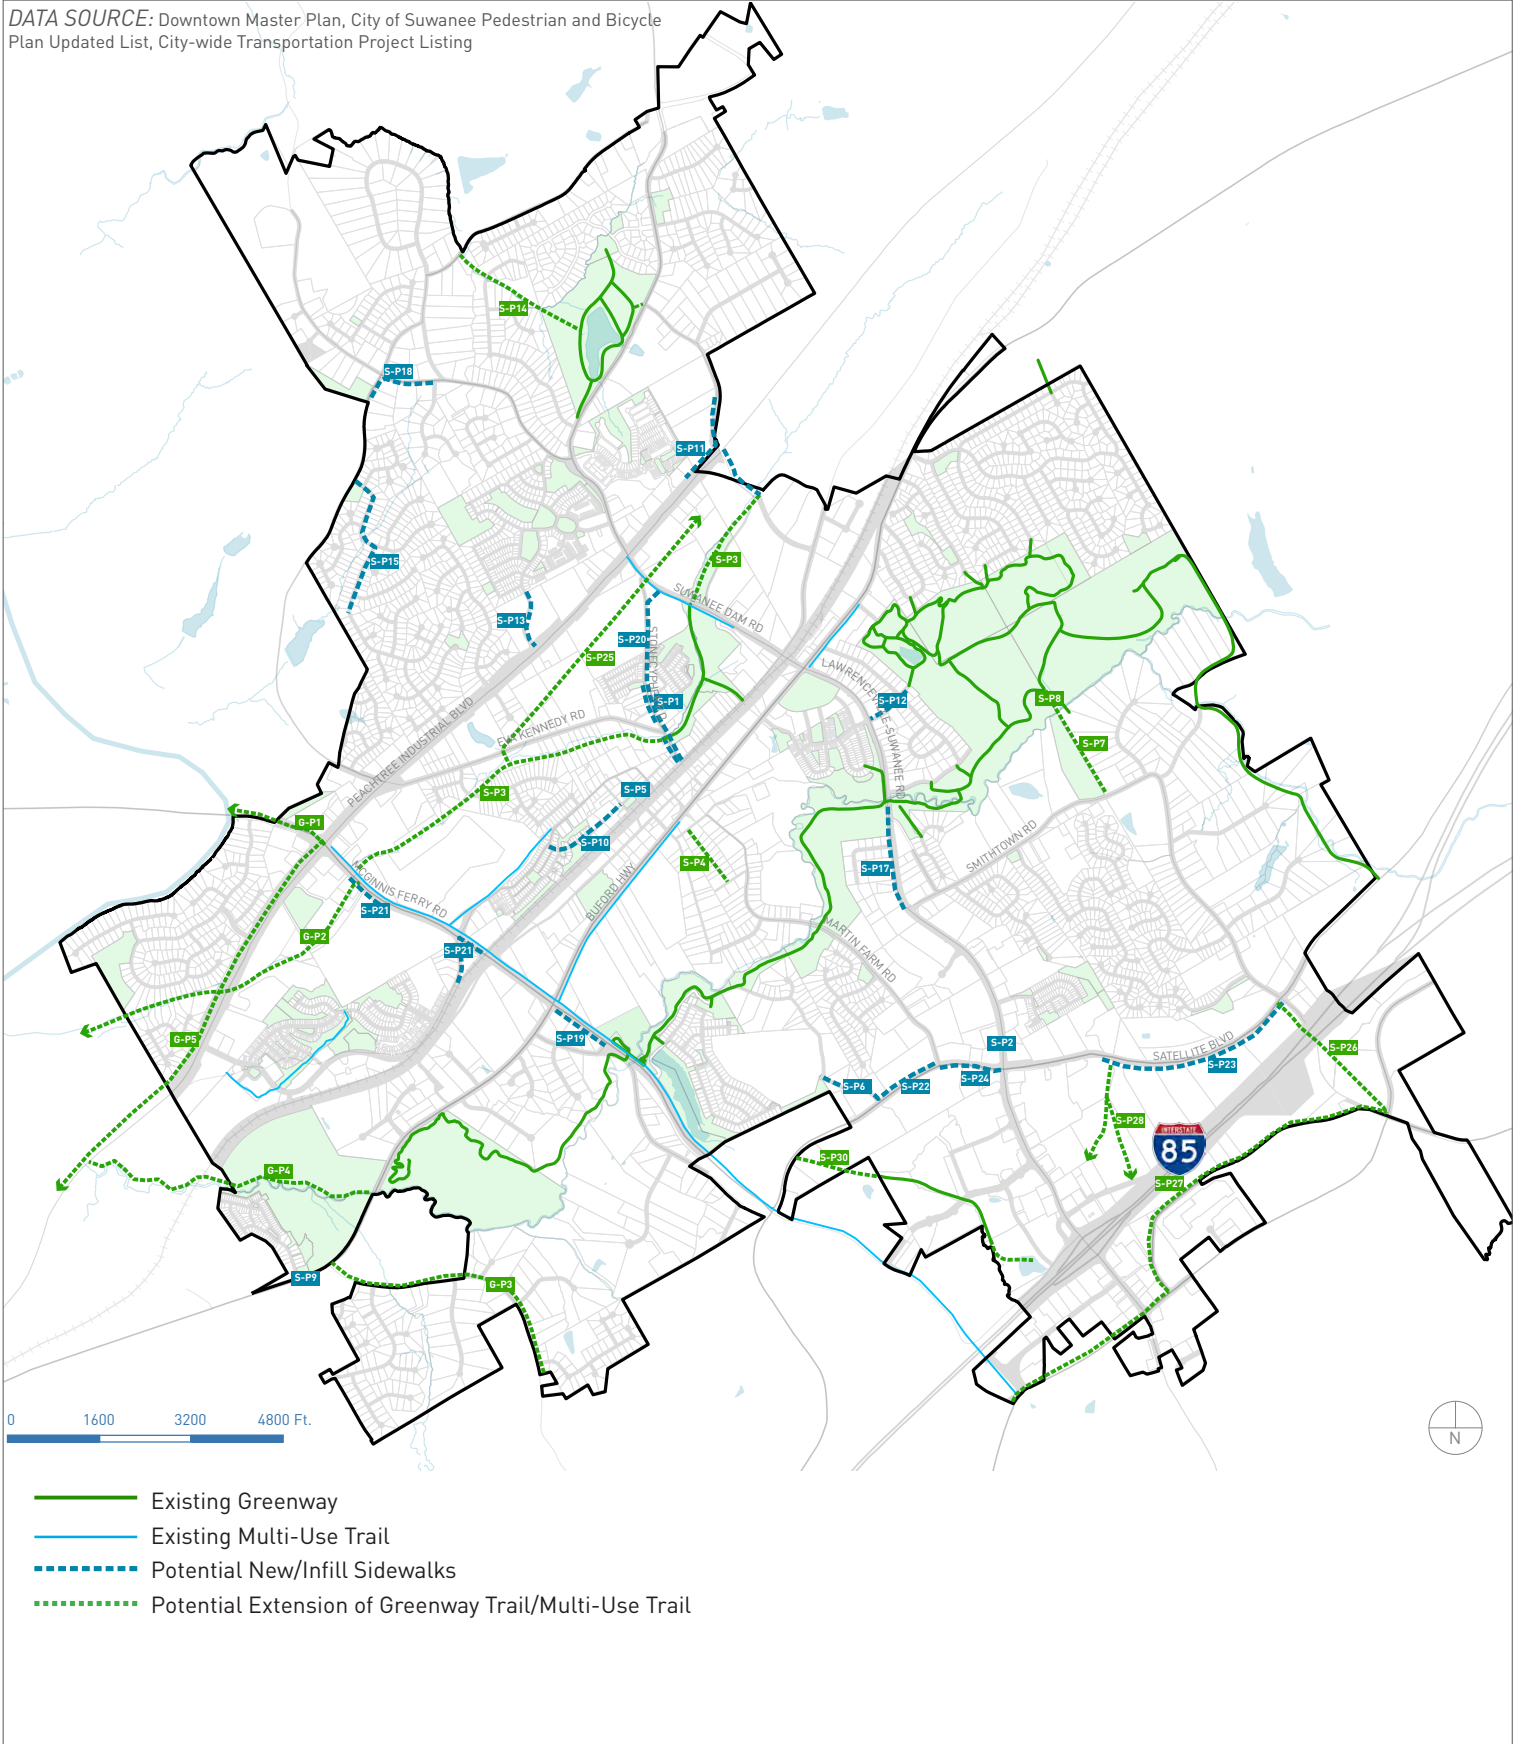 DATA SOURCE: Downtown Master Plan, City of Suwanee Pedestrian and Bicycle
Plan Updated List, City-wide Transportation Project Listing
S-P14
S-P18
S-P11
S-P15
S-P3
SUWANEE DAM RD
S-P13
S-P20
STONECYPHER RD
S-P25
LAWRENCEVILLE-SUWANEE RD
S-P1
S-P12
S-P8
EVA KENNEDY RD
PEACHTREE INDUSTRIAL BLVD
S-P7
S-P3
S-P5
G-P1
S-P10
SMITHTOWN RD
S-P4
S-P17
MCGINNIS FERRY RD
BUFORD HWY
S-P21
G-P2
MARTIN FARM RD
S-P21
G-P5
S-P19
S-P2
SATELLITE BLVD
S-P26
S-P23
S-P24
S-P6
S-P22
S-P28
INTERSTATE
85
S-P30
G-P4
S-P27
S-P9
G-P3
0 1600 3200 4800 Ft.
N
Existing Greenway
Existing Multi-Use Trail
Potential New/Infill Sidewalks
Potential Extension of Greenway Trail/Multi-Use Trail